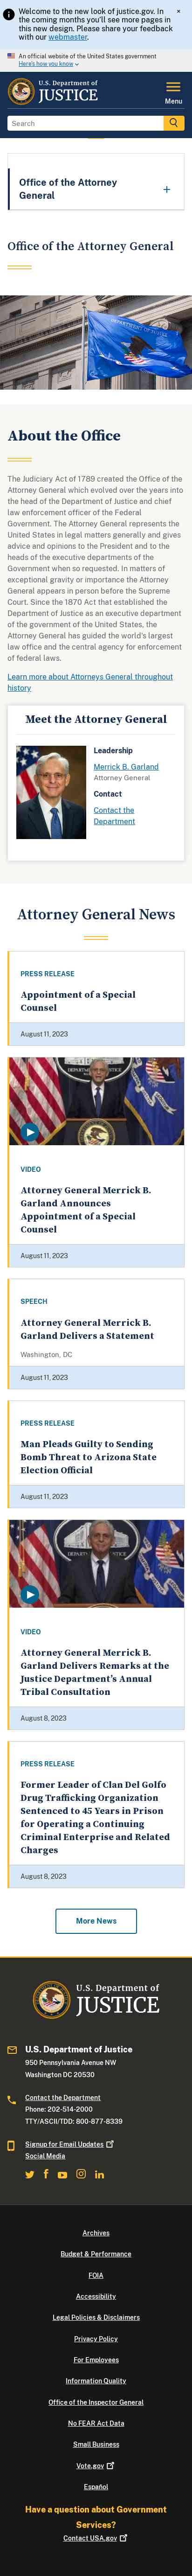 Welcome to the new look of justice.gov. In
the coming months you'll see more pages in
this new design. Please share your feedback
with our webmaster.
×
An official website of the United States government
Here's how you know
U.S. Department of
JUSTICE
Menu
Search
Office of the Attorney
General
+
Office of the Attorney General
About the Office
The Judiciary Act of 1789 created the Office of the
Attorney General which evolved over the years into
the head of the Department of Justice and chief law
enforcement officer of the Federal Government. The
Attorney General represents the United States in
legal matters generally and gives advice and
opinions to the President and to the heads of the
executive departments of the Government when so
requested. In matters of exceptional gravity or
importance the Attorney General appears in person
before the Supreme Court. Since the 1870 Act that
established the Department of Justice as an
executive department of the government of the
United States, the Attorney General has guided the
world's largest law office and the central agency for
enforcement of federal laws.
Learn more about Attorneys General throughout
history
Meet the Attorney General
Leadership
Merrick B. Garland
Attorney General
Contact
Contact the
Department
Attorney General News
PRESS RELEASE
Appointment of a Special
Counsel
August 11, 2023
VIDEO
Attorney General Merrick B.
Garland Announces
Appointment of a Special
Counsel
August 11, 2023
SPEECH
Attorney General Merrick B.
Garland Delivers a Statement
Washington, DC
August 11, 2023
PRESS RELEASE
Man Pleads Guilty to Sending
Bomb Threat to Arizona State
Election Official
August 11, 2023
VIDEO
Attorney General Merrick B.
Garland Delivers Remarks at the
Justice Department's Annual
Tribal Consultation
August 8, 2023
PRESS RELEASE
Former Leader of Clan Del Golfo
Drug Trafficking Organization
Sentenced to 45 Years in Prison
for Operating a Continuing
Criminal Enterprise and Related
Charges
August 8, 2023
More News
U.S. Department of
JUSTICE
U.S. Department of Justice
950 Pennsylvania Avenue NW
Washington DC 20530
Contact the Department
Phone: 202-514-2000
TTY/ASCII/TDD: 800-877-8339
Signup for Email Updates
Social Media
Archives
Budget & Performance
FOIA
Accessibility
Legal Policies & Disclaimers
Privacy Policy
For Employees
Information Quality
Office of the Inspector General
No FEAR Act Data
Small Business
Vote.gov
Español
Have a question about Government
Services?
Contact USA.gov